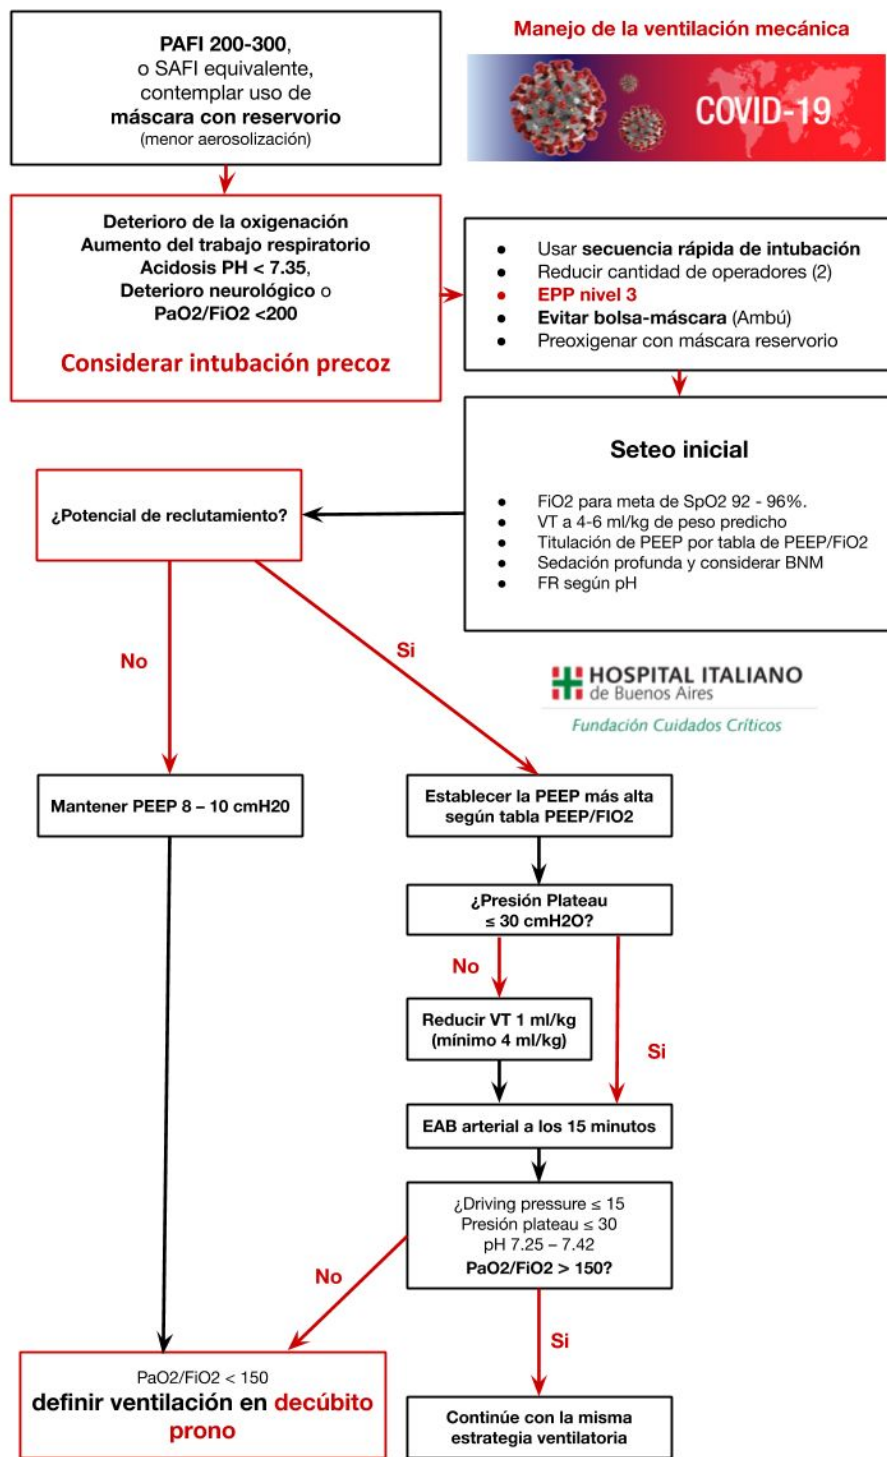 Manejo de la ventilación mecánica
COVID-19
PAFI 200-300,
o SAFI equivalente,
contemplar uso de
máscara con reservorio
(menor aerosolización)
Deterioro de la oxigenación
Aumento del trabajo respiratorio
Acidosis PH < 7.35,
Deterioro neurológico o
PaO2/FiO2 <200
Considerar intubación precoz
● Usar secuencia rápida de intubación
● Reducir cantidad de operadores (2)
● EPP nivel 3
● Evitar bolsa-máscara (Ambú)
● Preoxigenar con máscara reservorio
Seteo inicial
● FiO2 para meta de SpO2 92 - 96%.
● VT a 4-6 ml/kg de peso predicho
● Titulación de PEEP por tabla de PEEP/FiO2
● Sedación profunda y considerar BNM
● FR según pH
¿Potencial de reclutamiento?
No
Si
HOSPITAL ITALIANO
de Buenos Aires
Fundación Cuidados Críticos
Mantener PEEP 8 – 10 cmH20
Establecer la PEEP más alta
según tabla PEEP/FIO2
¿Presión Plateau
≤ 30 cmH2O?
No
Reducir VT 1 ml/kg
(mínimo 4 ml/kg)
Si
EAB arterial a los 15 minutos
¿Driving pressure ≤ 15
Presión plateau ≤ 30
pH 7.25 – 7.42
PaO2/FiO2 > 150?
No
Si
PaO2/FiO2 < 150
definir ventilación en decúbito
prono
Continúe con la misma
estrategia ventilatoria